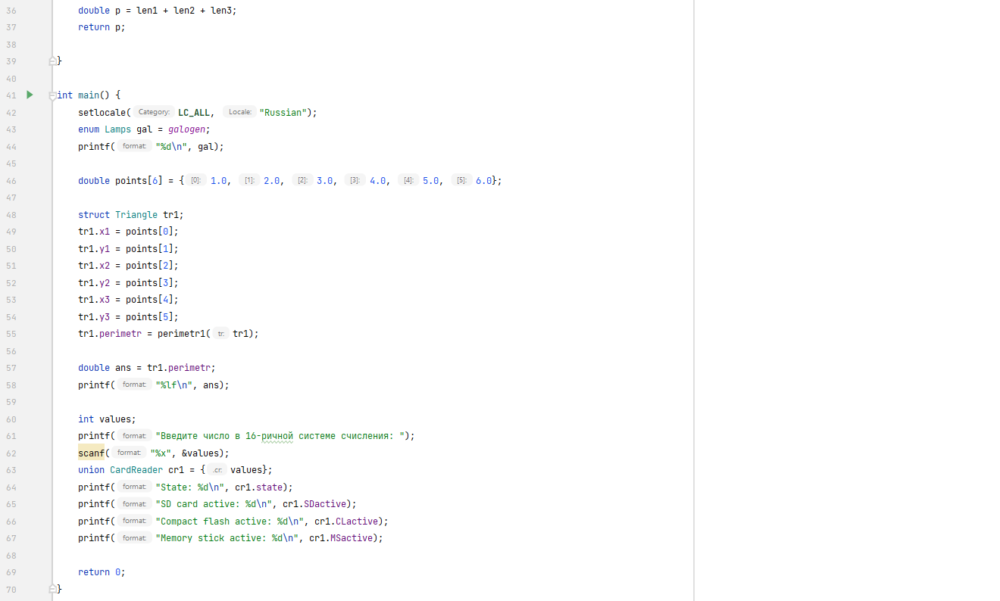 36 double p = len1 + len2 + len3;
37 return p;
38
39 }
40
41 int main() {
42 setlocale( Category: LC_ALL, Locale: "Russian");
43 enum Lamps gal = galogen;
44 printf( format: "%d\n", gal);
45
46 double points[6] = { [0]: 1.0, [1]: 2.0, [2]: 3.0, [3]: 4.0, [4]: 5.0, [5]: 6.0};
47
48 struct Triangle tr1;
49 tr1.x1 = points[0];
50 tr1.y1 = points[1];
51 tr1.x2 = points[2];
52 tr1.y2 = points[3];
53 tr1.x3 = points[4];
54 tr1.y3 = points[5];
55 tr1.perimetr = perimetr1( tr: tr1);
56
57 double ans = tr1.perimetr;
58 printf( format: "%lf\n", ans);
59
60 int values;
61 printf( format: "Введите число в 16-ричной системе счисления: ");
62 scanf( format: "%x", &values);
63 union CardReader cr1 = { .cr: values};
64 printf( format: "State: %d\n", cr1.state);
65 printf( format: "SD card active: %d\n", cr1.SDactive);
66 printf( format: "Compact flash active: %d\n", cr1.CLactive);
67 printf( format: "Memory stick active: %d\n", cr1.MSactive);
68
69 return 0;
70 }